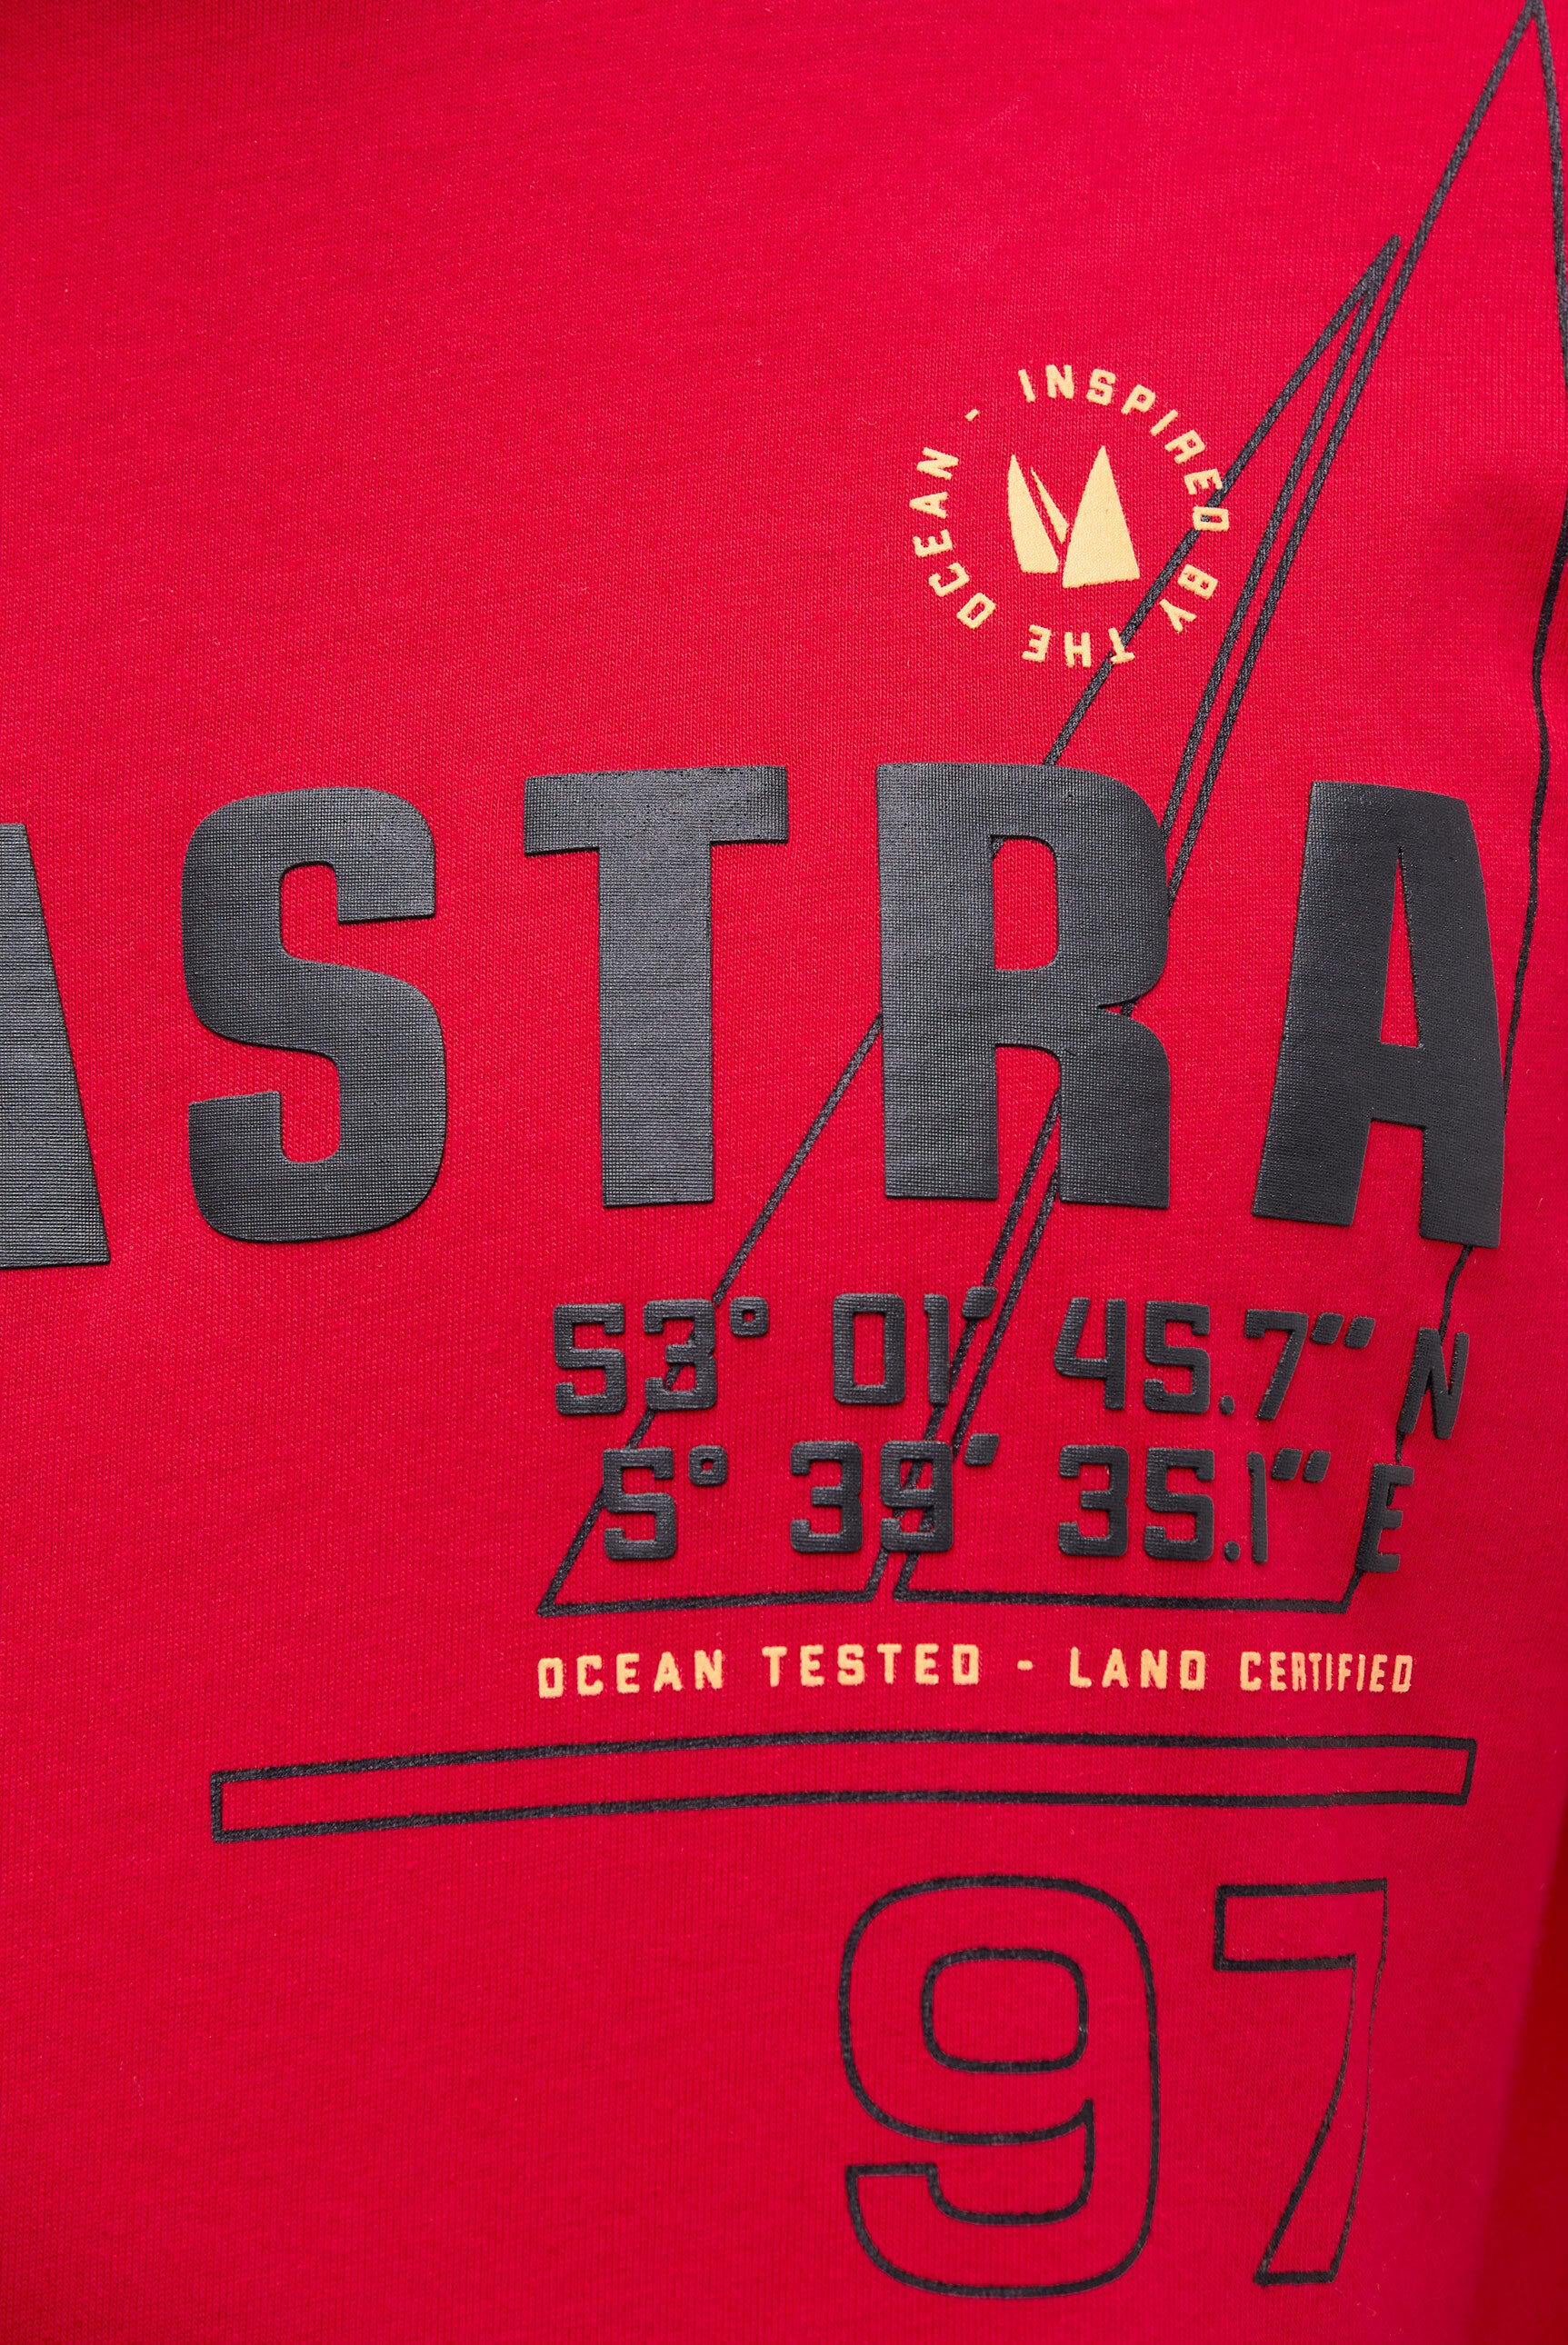 INSPIRED BY THE OCEAN -
ASTRA
53° 01' 45.7" N
5° 39' 35.1" E
OCEAN TESTED - LAND CERTIFIED
97